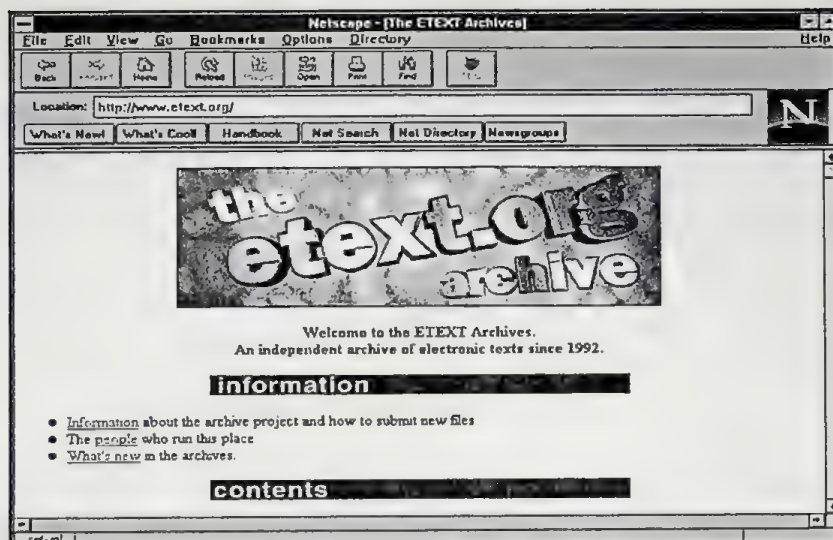 Netscape - [The ETEXT Archives]
File Edit View Go Bookmarks Options Directory Help
Back Forward Home Reload Images Open Print Find
Location: http://www.etext.org/
What's New! What's Cool! Handbook Net Search Net Directory Newsgroups
N
the
etext.org
archive
Welcome to the ETEXT Archives.
An independent archive of electronic texts since 1992.
information
Information about the archive project and how to submit new files
The people who run this place
What's new in the archives.
contents